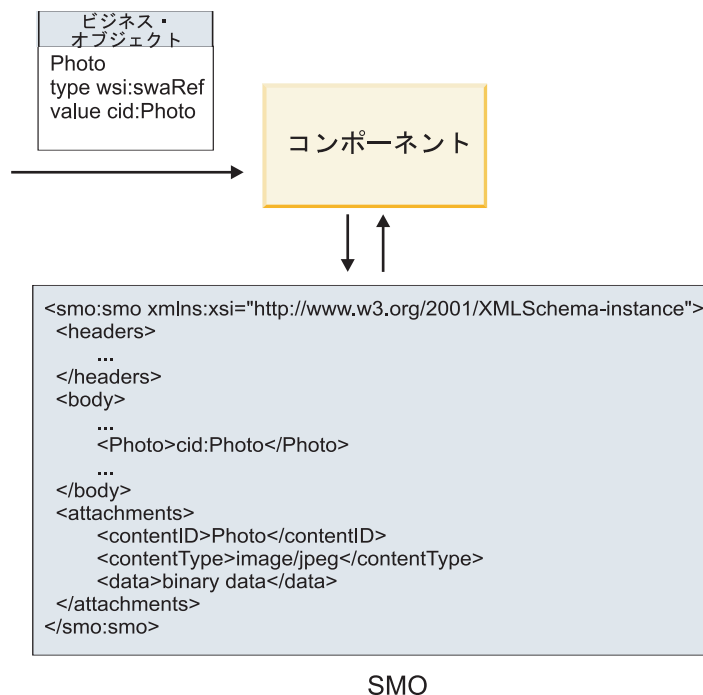 ビジネス・
オブジェクト
Photo
type wsi:swaRef
value cid:Photo
コンポーネント
<smo:smo xmlns:xsi="http://www.w3.org/2001/XMLSchema-instance">
<headers>
...
</headers>
<body>
...
<Photo>cid:Photo</Photo>
...
</body>
<attachments>
<contentID>Photo</contentID>
<contentType>image/jpeg</contentType>
<data>binary data</data>
</attachments>
</smo:smo>
SMO